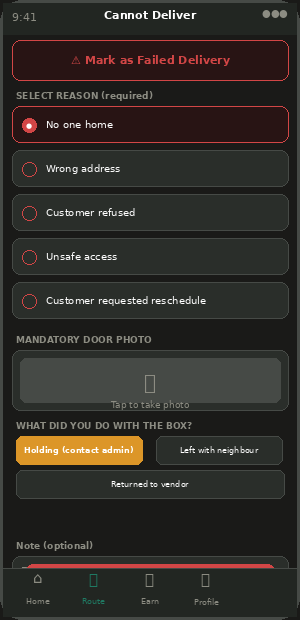 9:41
Cannot Deliver
⚠ Mark as Failed Delivery
SELECT REASON (required)
No one home
Wrong address
Customer refused
Unsafe access
Customer requested reschedule
MANDATORY DOOR PHOTO
Tap to take photo
WHAT DID YOU DO WITH THE BOX?
Holding (contact admin)
Left with neighbour
Returned to vendor
Note (optional)
Home
Route
Earn
Profile